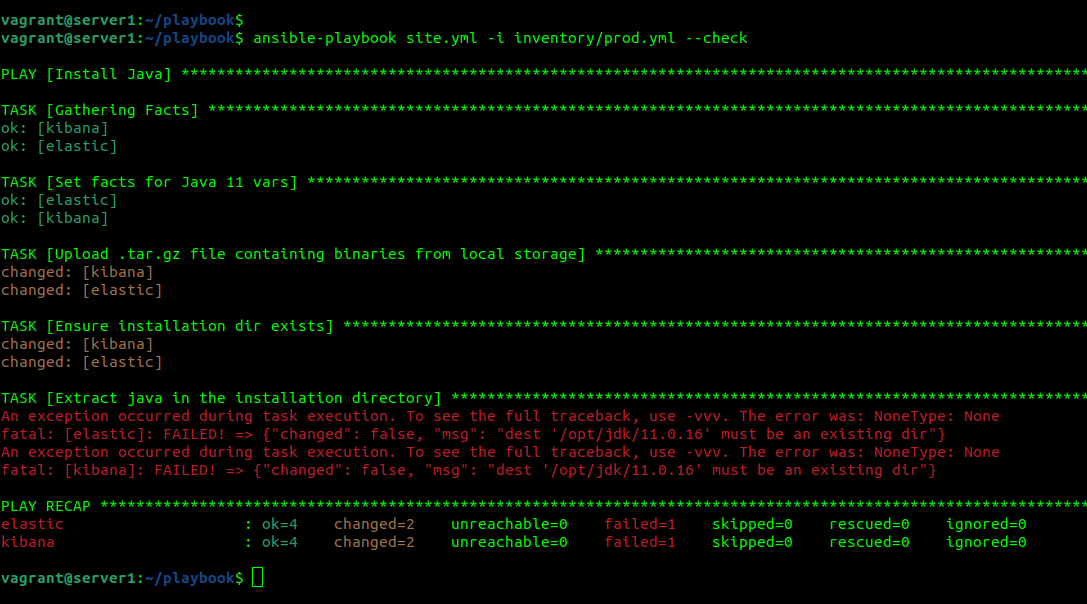 vagrant@server1:~/playbook$
vagrant@server1:~/playbook$ ansible-playbook site.yml -i inventory/prod.yml --check
PLAY [Install Java] *****************************************************************************************************
TASK [Gathering Facts] **************************************************************************************************
ok: [kibana]
ok: [elastic]
TASK [Set facts for Java 11 vars] ***************************************************************************************
ok: [elastic]
ok: [kibana]
TASK [Upload .tar.gz file containing binaries from local storage] *******************************************************
changed: [kibana]
changed: [elastic]
TASK [Ensure installation dir exists] ***********************************************************************************
changed: [kibana]
changed: [elastic]
TASK [Extract java in the installation directory] ***********************************************************************
An exception occurred during task execution. To see the full traceback, use -vvv. The error was: NoneType: None
fatal: [elastic]: FAILED! => {"changed": false, "msg": "dest '/opt/jdk/11.0.16' must be an existing dir"}
An exception occurred during task execution. To see the full traceback, use -vvv. The error was: NoneType: None
fatal: [kibana]: FAILED! => {"changed": false, "msg": "dest '/opt/jdk/11.0.16' must be an existing dir"}
PLAY RECAP **************************************************************************************************************
elastic                    : ok=4    changed=2    unreachable=0    failed=1    skipped=0    rescued=0    ignored=0
kibana                     : ok=4    changed=2    unreachable=0    failed=1    skipped=0    rescued=0    ignored=0
vagrant@server1:~/playbook$